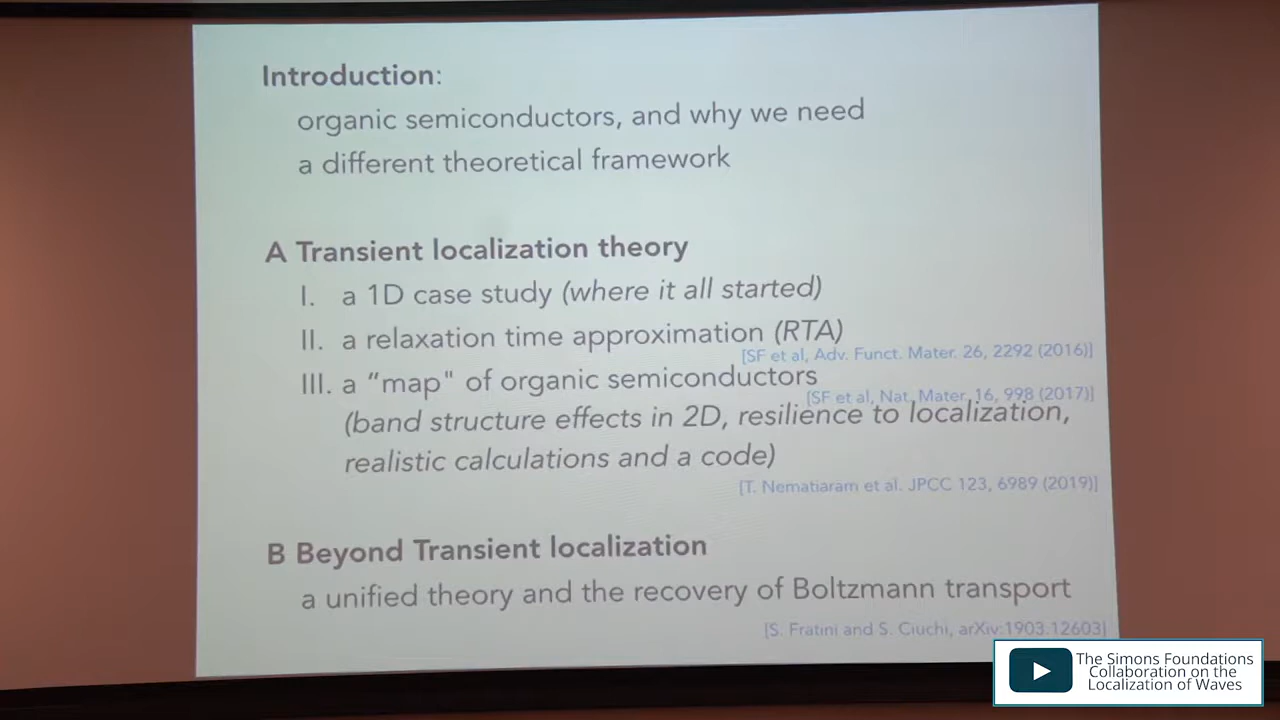 Introduction:
organic semiconductors, and why we need
a different theoretical framework
A Transient localization theory
I. a 1D case study (where it all started)
II. a relaxation time approximation (RTA)
[SF et al, Adv. Funct. Mater. 26, 2292 (2016)]
III. a “map" of organic semiconductors
[SF et al, Nat. Mater. 16, 998 (2017)]
(band structure effects in 2D, resilience to localization,
realistic calculations and a code)
[T. Nematiaram et al. JPCC 123, 6989 (2019)]
B Beyond Transient localization
a unified theory and the recovery of Boltzmann transport
[S. Fratini and S. Ciuchi, arXiv:1903.12603]
The Simons Foundations
Collaboration on the
Localization of Waves